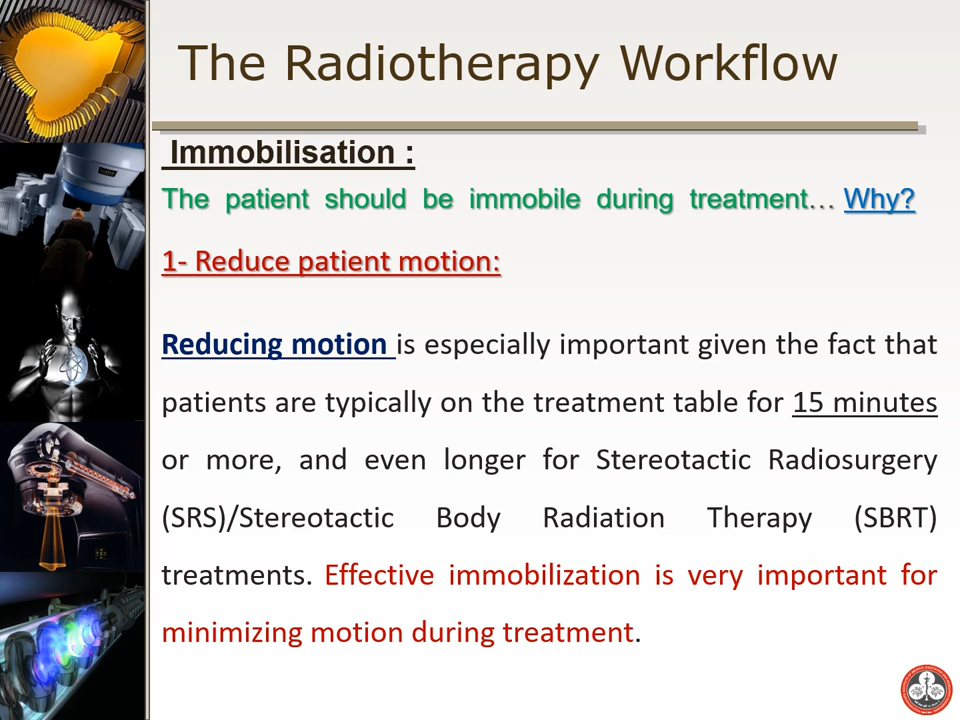 The Radiotherapy Workflow
Immobilisation :
The patient should be immobile during treatment… Why?
1- Reduce patient motion:
Reducing motion is especially important given the fact that
patients are typically on the treatment table for 15 minutes
or more, and even longer for Stereotactic Radiosurgery
(SRS)/Stereotactic Body Radiation Therapy (SBRT)
treatments. Effective immobilization is very important for
minimizing motion during treatment.